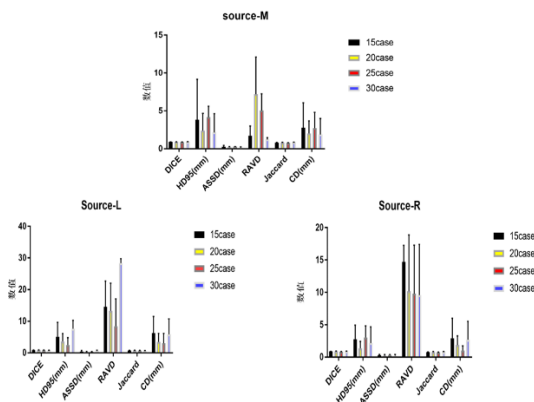 source-M
15
10
5
0
数值
DICE
HD95(mm)
ASSD(mm)
RAVD
Jaccard
CD(mm)
15case
20case
25case
30case
Source-L
40
30
20
10
0
数值
DICE
HD95(mm)
ASSD(mm)
RAVD
Jaccard
CD(mm)
15case
20case
25case
30case
Source-R
20
15
10
5
0
数值
DICE
HD95(mm)
ASSD(mm)
RAVD
Jaccard
CD(mm)
15case
20case
25case
30case